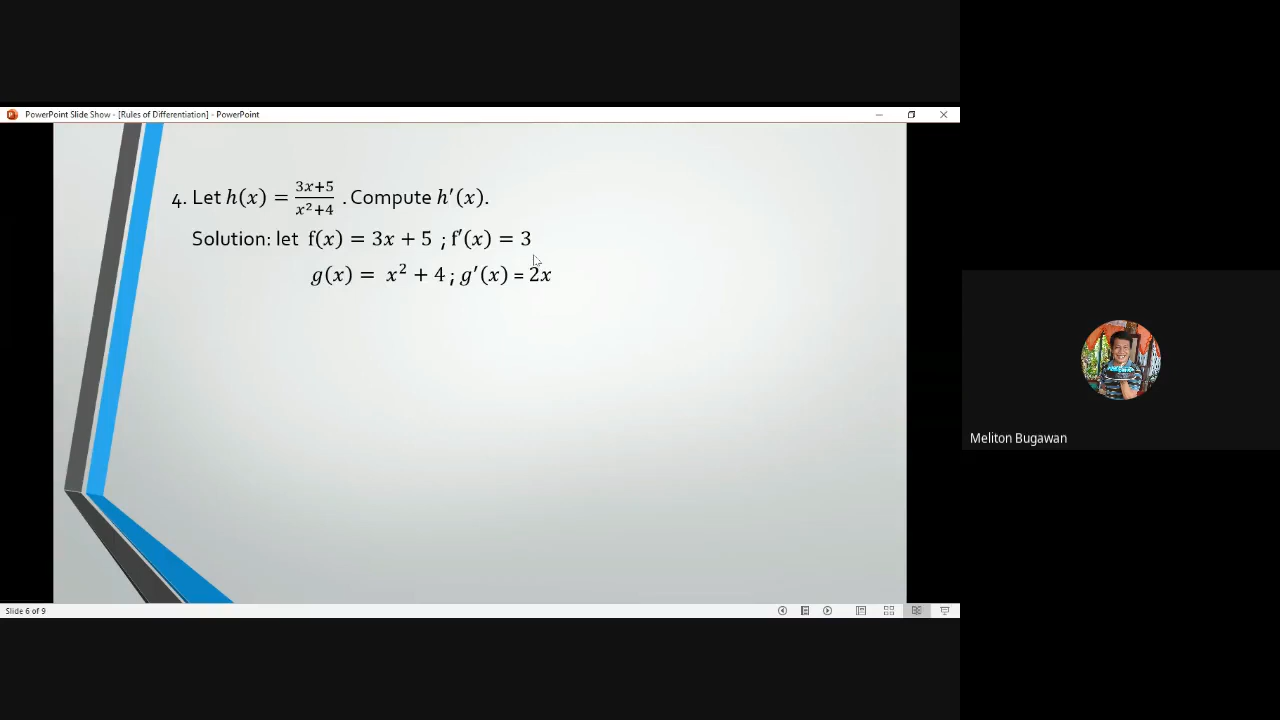 PowerPoint Slide Show - [Rules of Differentiation] - PowerPoint
4. Let h(x) = \frac{3x+5}{x²+4} . Compute h′(x).
Solution: let f(x) = 3x + 5 ; f′(x) = 3
g(x) = x² + 4 ; g′(x) = 2x
Meliton Bugawan
Slide 6 of 9